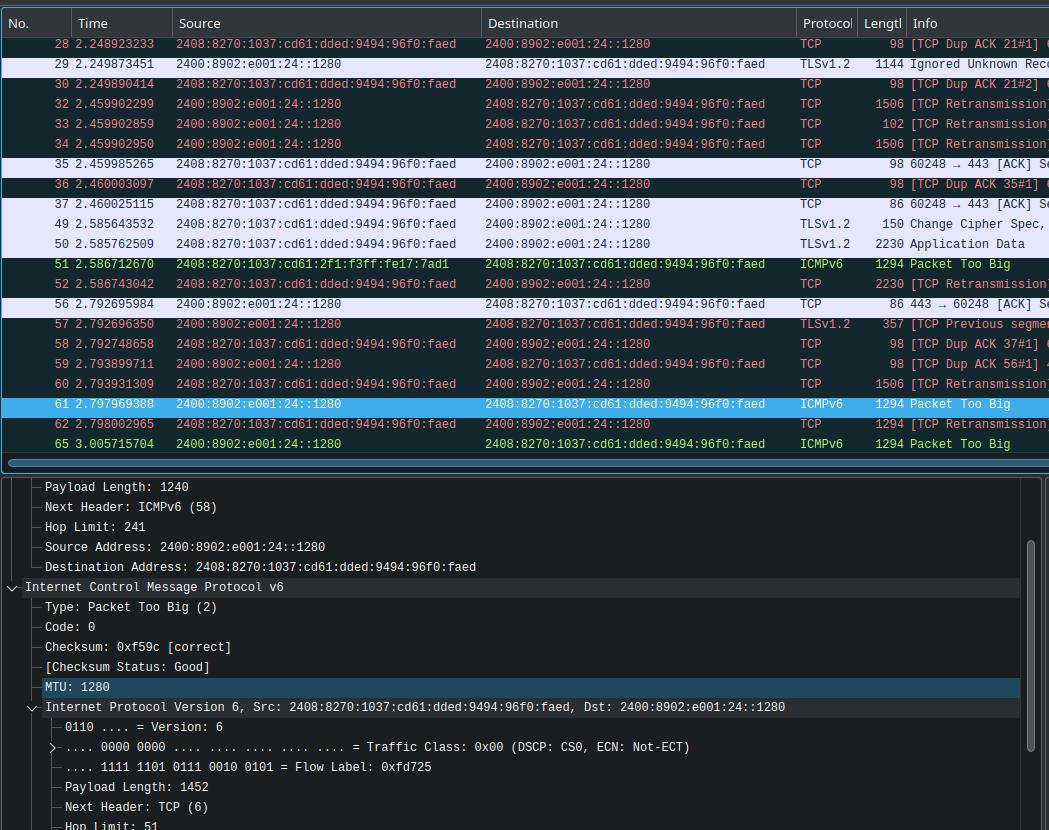 No. Time Source Destination Protocol Lengtl Info
28 2.248923233 2408:8270:1037:cd61:dded:9494:96f0:faed 2400:8902:e001:24::1280 TCP 98 [TCP Dup ACK 21#1]
29 2.249873451 2400:8902:e001:24::1280 2408:8270:1037:cd61:dded:9494:96f0:faed TLSv1.2 1144 Ignored Unknown Reco
30 2.249890414 2408:8270:1037:cd61:dded:9494:96f0:faed 2400:8902:e001:24::1280 TCP 98 [TCP Dup ACK 21#2]
32 2.459902299 2400:8902:e001:24::1280 2408:8270:1037:cd61:dded:9494:96f0:faed TCP 1506 [TCP Retransmission]
33 2.459902859 2400:8902:e001:24::1280 2408:8270:1037:cd61:dded:9494:96f0:faed TCP 102 [TCP Retransmission]
34 2.459902950 2400:8902:e001:24::1280 2408:8270:1037:cd61:dded:9494:96f0:faed TCP 1506 [TCP Retransmission]
35 2.459985265 2408:8270:1037:cd61:dded:9494:96f0:faed 2400:8902:e001:24::1280 TCP 98 60248 → 443 [ACK] Se
36 2.460003097 2408:8270:1037:cd61:dded:9494:96f0:faed 2400:8902:e001:24::1280 TCP 98 [TCP Dup ACK 35#1]
37 2.460025115 2408:8270:1037:cd61:dded:9494:96f0:faed 2400:8902:e001:24::1280 TCP 86 60248 → 443 [ACK] Se
49 2.585643532 2408:8270:1037:cd61:dded:9494:96f0:faed 2400:8902:e001:24::1280 TLSv1.2 150 Change Cipher Spec,
50 2.585762509 2408:8270:1037:cd61:dded:9494:96f0:faed 2400:8902:e001:24::1280 TLSv1.2 2230 Application Data
51 2.586712670 2408:8270:1037:cd61:2f1:f3ff:fe17:7ad1 2408:8270:1037:cd61:dded:9494:96f0:faed ICMPv6 1294 Packet Too Big
52 2.586743042 2408:8270:1037:cd61:dded:9494:96f0:faed 2400:8902:e001:24::1280 TCP 2230 [TCP Retransmission]
56 2.792695984 2400:8902:e001:24::1280 2408:8270:1037:cd61:dded:9494:96f0:faed TCP 86 443 → 60248 [ACK] Se
57 2.792696350 2400:8902:e001:24::1280 2408:8270:1037:cd61:dded:9494:96f0:faed TLSv1.2 357 [TCP Previous segme
58 2.792748658 2408:8270:1037:cd61:dded:9494:96f0:faed 2400:8902:e001:24::1280 TCP 98 [TCP Dup ACK 37#1]
59 2.793899711 2400:8902:e001:24::1280 2408:8270:1037:cd61:dded:9494:96f0:faed TCP 98 [TCP Dup ACK 56#1]
60 2.793931309 2408:8270:1037:cd61:dded:9494:96f0:faed 2400:8902:e001:24::1280 TCP 1506 [TCP Retransmission]
61 2.797969388 2400:8902:e001:24::1280 2408:8270:1037:cd61:dded:9494:96f0:faed ICMPv6 1294 Packet Too Big
62 2.798002965 2408:8270:1037:cd61:dded:9494:96f0:faed 2400:8902:e001:24::1280 TCP 1294 [TCP Retransmission]
65 3.005715704 2400:8902:e001:24::1280 2408:8270:1037:cd61:dded:9494:96f0:faed ICMPv6 1294 Packet Too Big
Payload Length: 1240
Next Header: ICMPv6 (58)
Hop Limit: 241
Source Address: 2400:8902:e001:24::1280
Destination Address: 2408:8270:1037:cd61:dded:9494:96f0:faed
Internet Control Message Protocol v6
Type: Packet Too Big (2)
Code: 0
Checksum: 0xf59c [correct]
[Checksum Status: Good]
MTU: 1280
Internet Protocol Version 6, Src: 2408:8270:1037:cd61:dded:9494:96f0:faed, Dst: 2400:8902:e001:24::1280
0110 .... = Version: 6
.... 0000 0000 .... .... .... .... .... = Traffic Class: 0x00 (DSCP: CS0, ECN: Not-ECT)
.... 1111 1101 0111 0010 0101 = Flow Label: 0xfd725
Payload Length: 1452
Next Header: TCP (6)
Hop Limit: 51